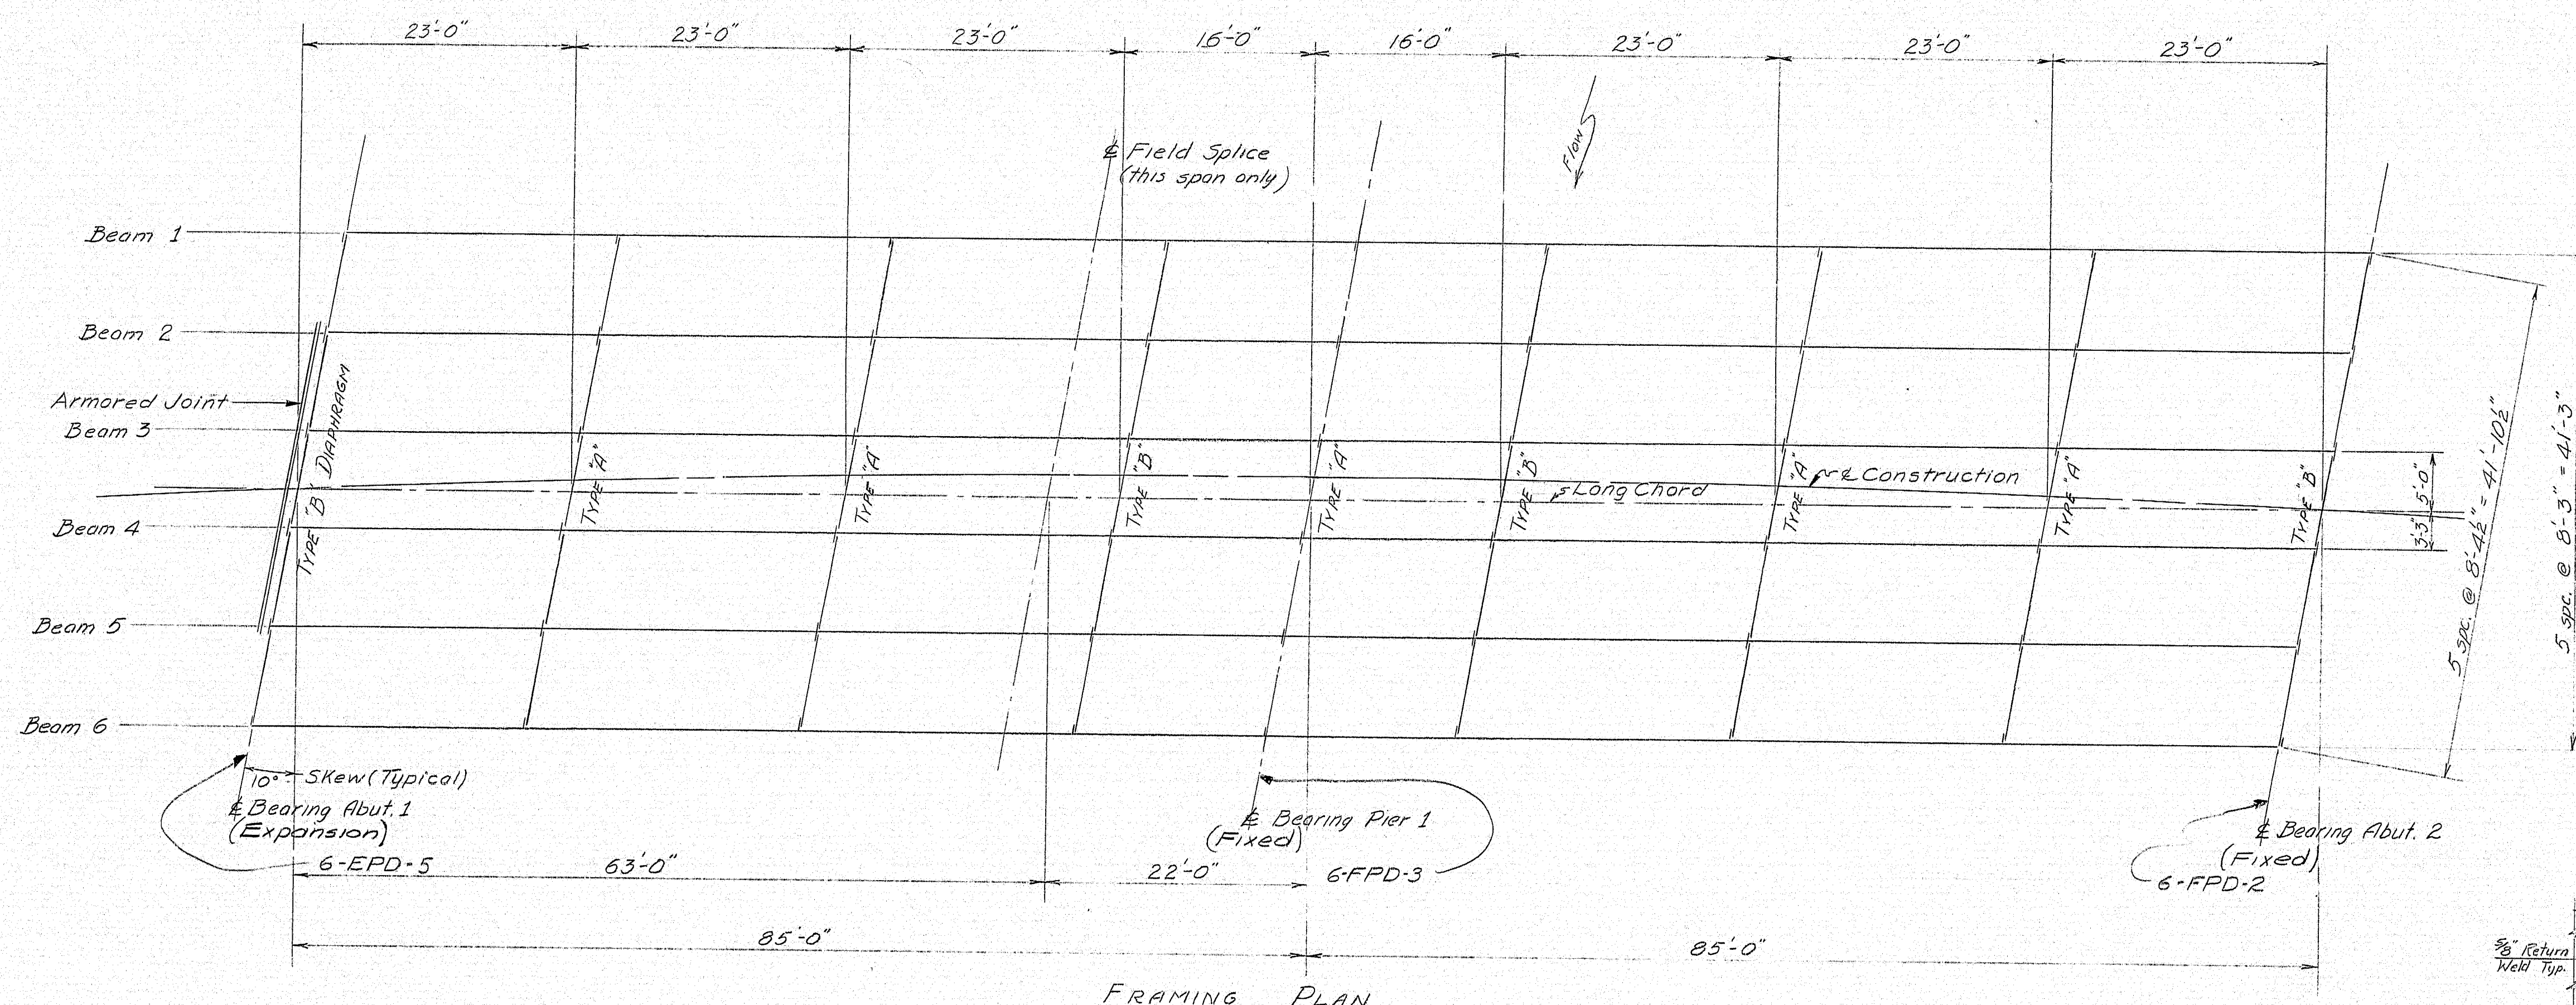 23'-0" 23'-0" 23'-0" 16'-0" 16'-0" 23'-0" 23'-0" 23'-0"
℄ Field Splice
(this span only)
Flow
Beam 1
Beam 2
Armored Joint
Beam 3
Beam 4
Beam 5
Beam 6
TYPE "B" DIAPHRAGM
TYPE "A"
TYPE "A"
TYPE "B"
TYPE "A"
TYPE "B"
TYPE "A"
TYPE "A"
TYPE "B"
Long Chord
℄ Construction
5'-0"
3'-3"
5 spc. @ 8'-4½" = 41'-10½"
5 spc. @ 8'-3" = 41'-3"
10° Skew (Typical)
℄ Bearing Abut. 1
(Expansion)
6-EPD-5
63'-0"
22'-0"
℄ Bearing Pier 1
(Fixed)
6-FPD-3
℄ Bearing Abut. 2
(Fixed)
6-FPD-2
85'-0"
85'-0"
5/8" Return
Weld Typ.
FRAMING PLAN